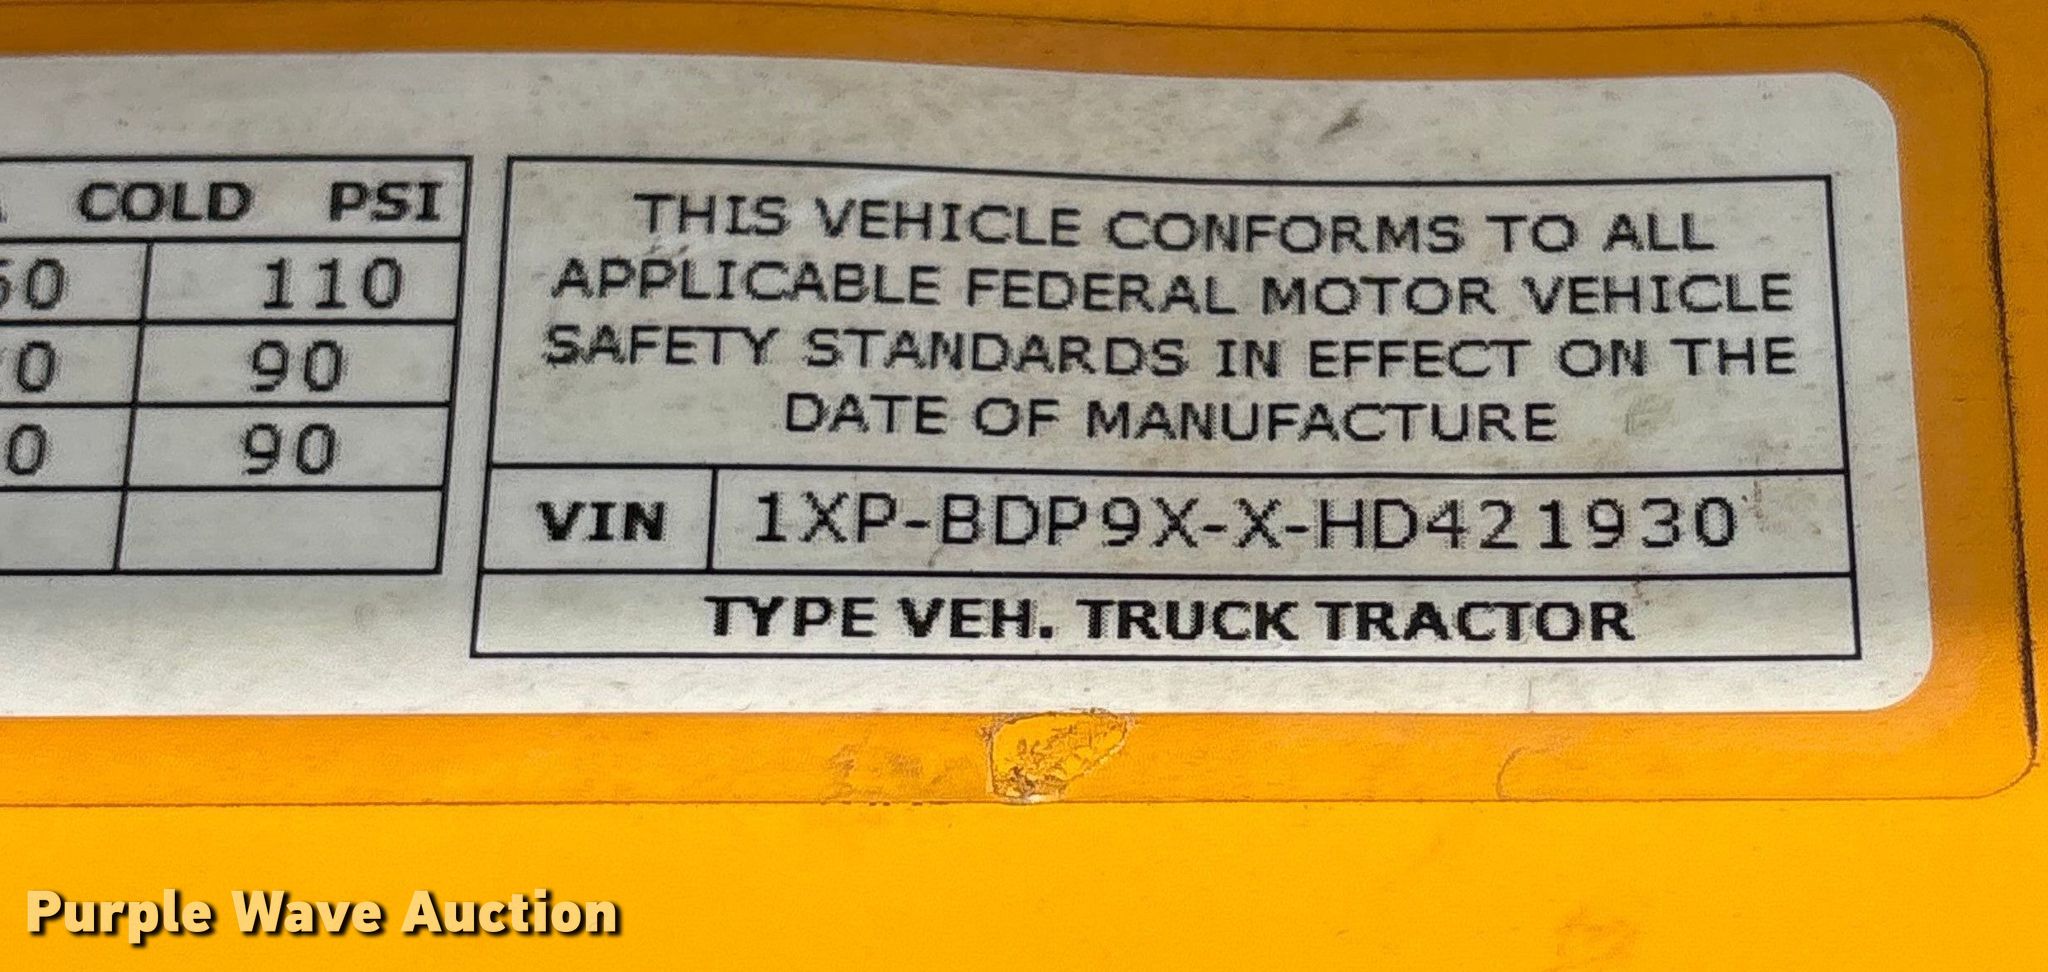 COLD PSI
0 110
0 90
0 90
THIS VEHICLE CONFORMS TO ALL
APPLICABLE FEDERAL MOTOR VEHICLE
SAFETY STANDARDS IN EFFECT ON THE
DATE OF MANUFACTURE
VIN 1XP-BDP9X-X-HD421930
TYPE VEH. TRUCK TRACTOR
Purple Wave Auction